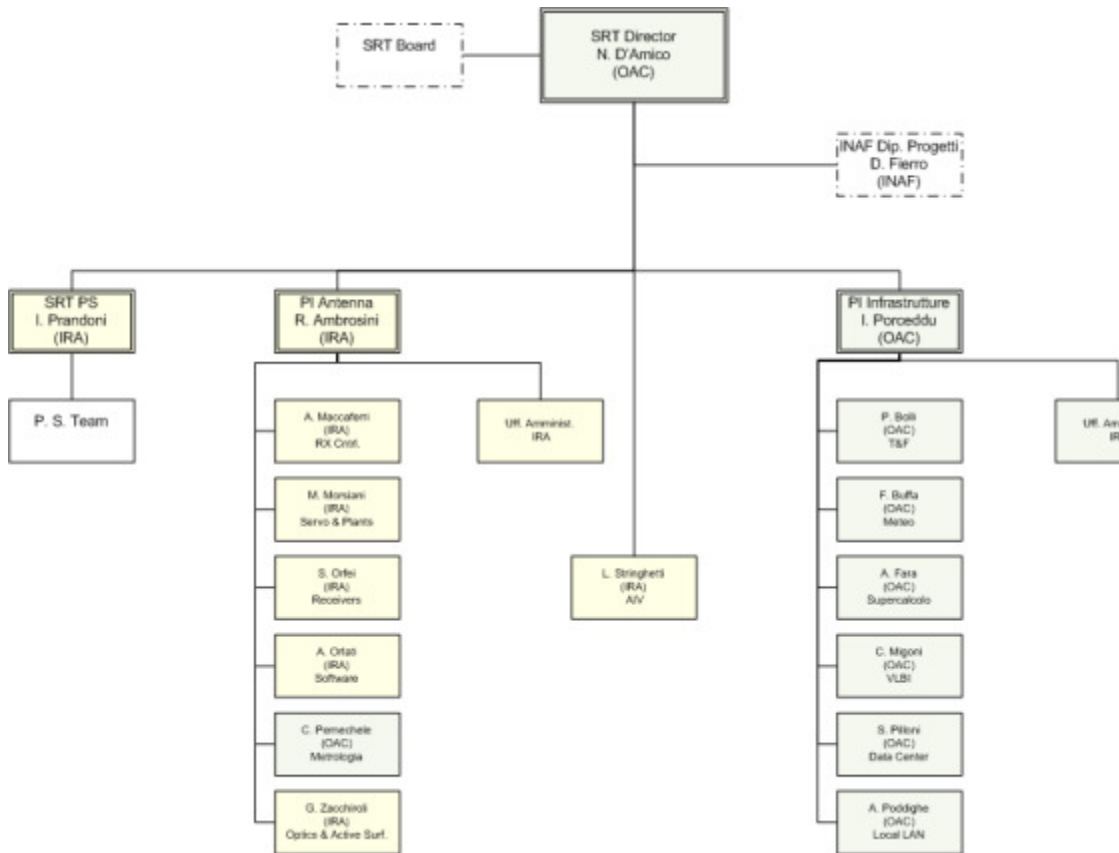 SRT Board
SRT Director
N. D'Amico
(OAC)
INAF Dip. Progetti
D. Fierro
(INAF)
SRT PS
I. Prandoni
(IRA)
PI Antenna
R. Ambrosini
(IRA)
PI Infrastrutture
I. Porceddu
(OAC)
P. S. Team
A. Maccaferri
(IRA)
RX Cntrl.
Uff. Amminist.
IRA
P. Bolli
(OAC)
T&F
Uff.
M. Morsiani
(IRA)
Servo & Plants
F. Buffa
(OAC)
Meteo
S. Orfei
(IRA)
Receivers
L. Stringhetti
(IRA)
AIV
A. Fara
(OAC)
Supercalcolo
A. Orlati
(IRA)
Software
C. Migoni
(OAC)
VLBI
C. Pernechele
(OAC)
Metrologia
S. Pilloni
(OAC)
Data Center
G. Zacchiroli
(IRA)
Optics & Active Surf.
A. Poddighe
(OAC)
Local LAN